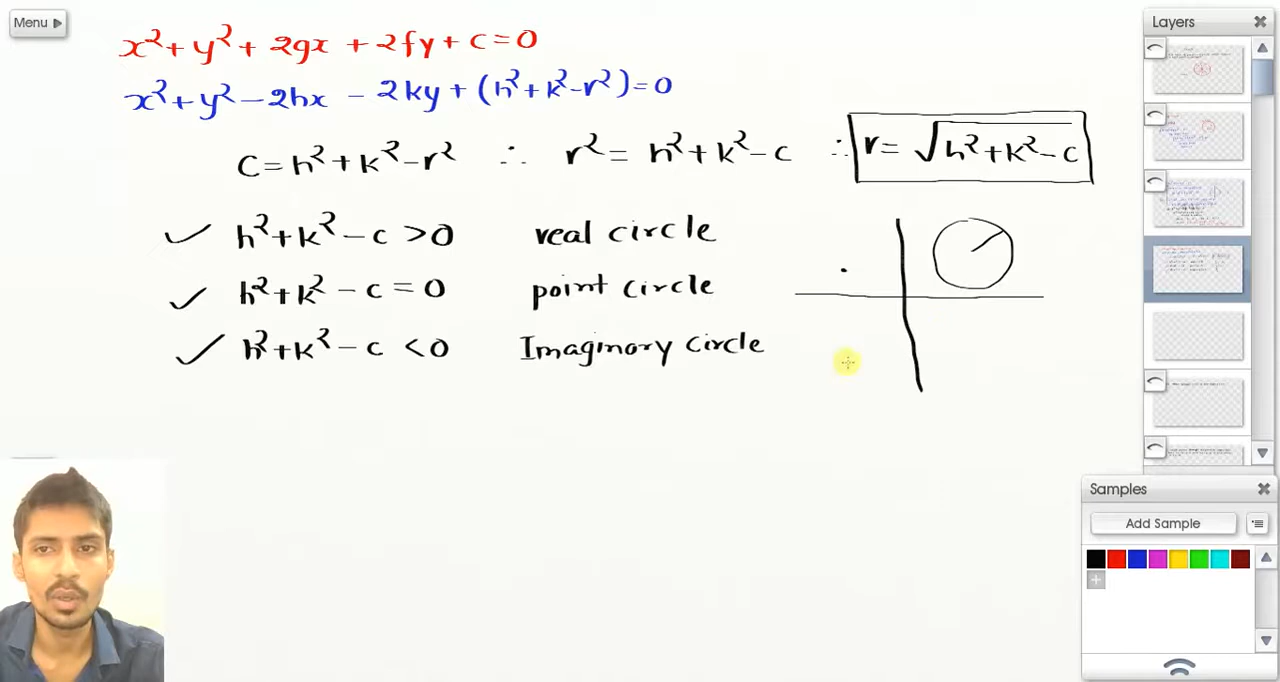 Menu
x²+y²+2gx+2fy+c=0
x²+y²-2hx-2ky+(h²+k²-r²)=0
C=h²+k²-r² ∴ r²=h²+k²-c ∴ r=√h²+k²-c
h²+k²-c>0 real circle
h²+k²-c=0 point circle
h²+k²-c<0 Imaginory circle
Layers
Samples
Add Sample